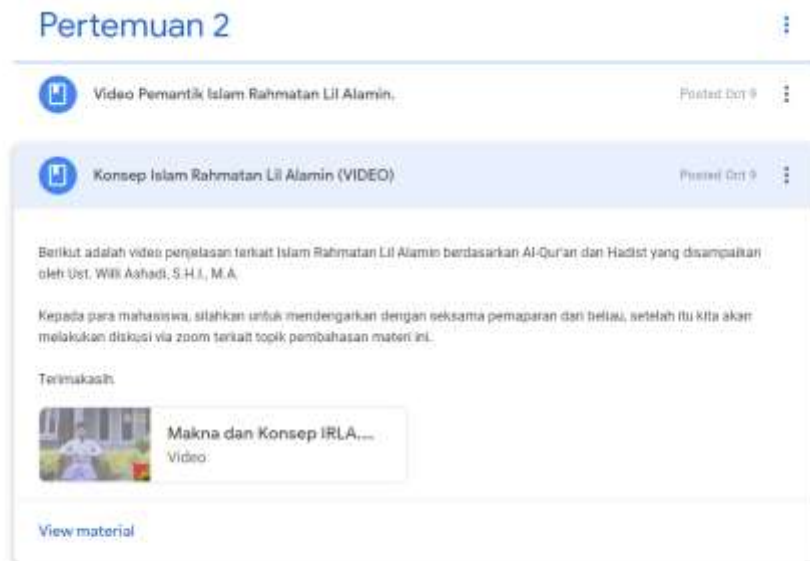 Pertemuan 2
Video Pemantik Islam Rahmatan Lil Alamin.
Posted Oct 9
Konsep Islam Rahmatan Lil Alamin (VIDEO)
Posted Oct 9
Berikut adalah video penjelasan terkait Islam Rahmatan Lil Alamin berdasarkan Al-Qur'an dan Hadist yang disampaikan
oleh Ust. Willi Ashadi, S.H.I., M.A.
Kepada para mahasiswa, silahkan untuk mendengarkan dengan seksama pemaparan dari beliau, setelah itu kita akan
melakukan diskusi via zoom terkait topik pembahasan materi ini.
Terimakasih
Makna dan Konsep IRLA....
Video
View material